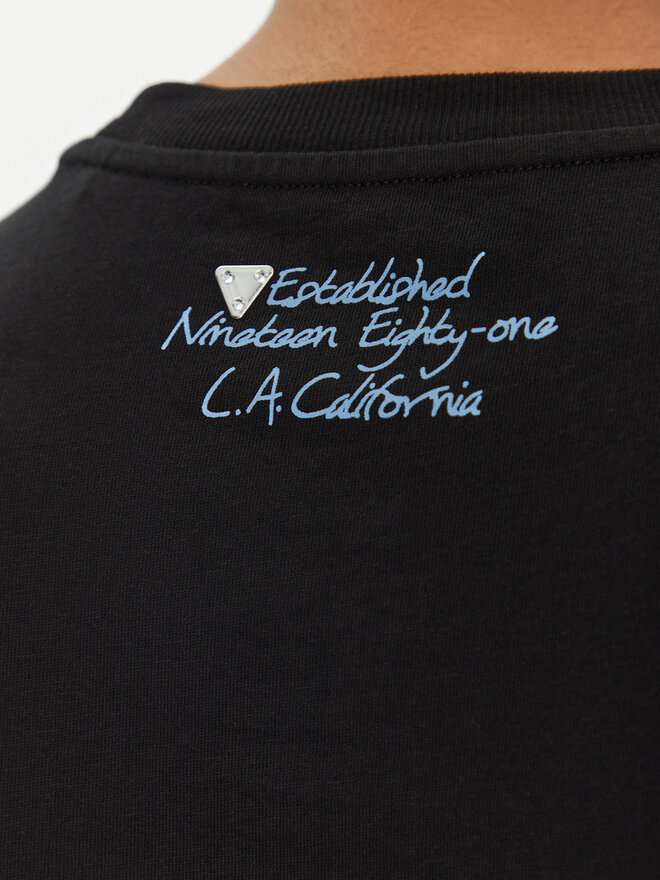 Established
Nineteen Eighty-one
L.A. California